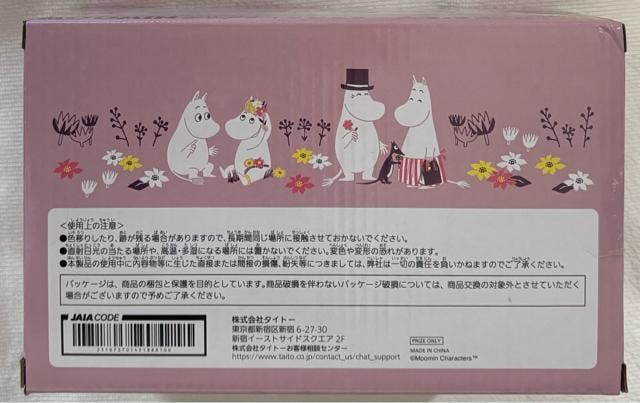 <使用上の注意>
●色移りしたり、跡が残る場合がありますので、長期間同じ場所に接触させておかないでください。
●直射日光の当たる場所や、高温・多湿になる場所には置かないでください。変色や変形の恐れがあります。
●本製品の使用中に内容物等に生じた直接または間接の損傷、紛失等につきましては、弊社は一切の責任を負いかねますのでご了承ください。
パッケージは、商品の梱包と保護を目的としています。商品破損を伴わないパッケージ破損については、商品交換の対象外とさせていただく
場合がございますので予めご了承ください。
JAIA CODE
株式会社タイトー
東京都新宿区新宿 6-27-30
新宿イーストサイドスクエア 2F
株式会社タイトーお客様相談センター
https://www.taito.co.jp/contact_us/chat_support
PRIZE ONLY
MADE IN CHINA
©Moomin Characters™